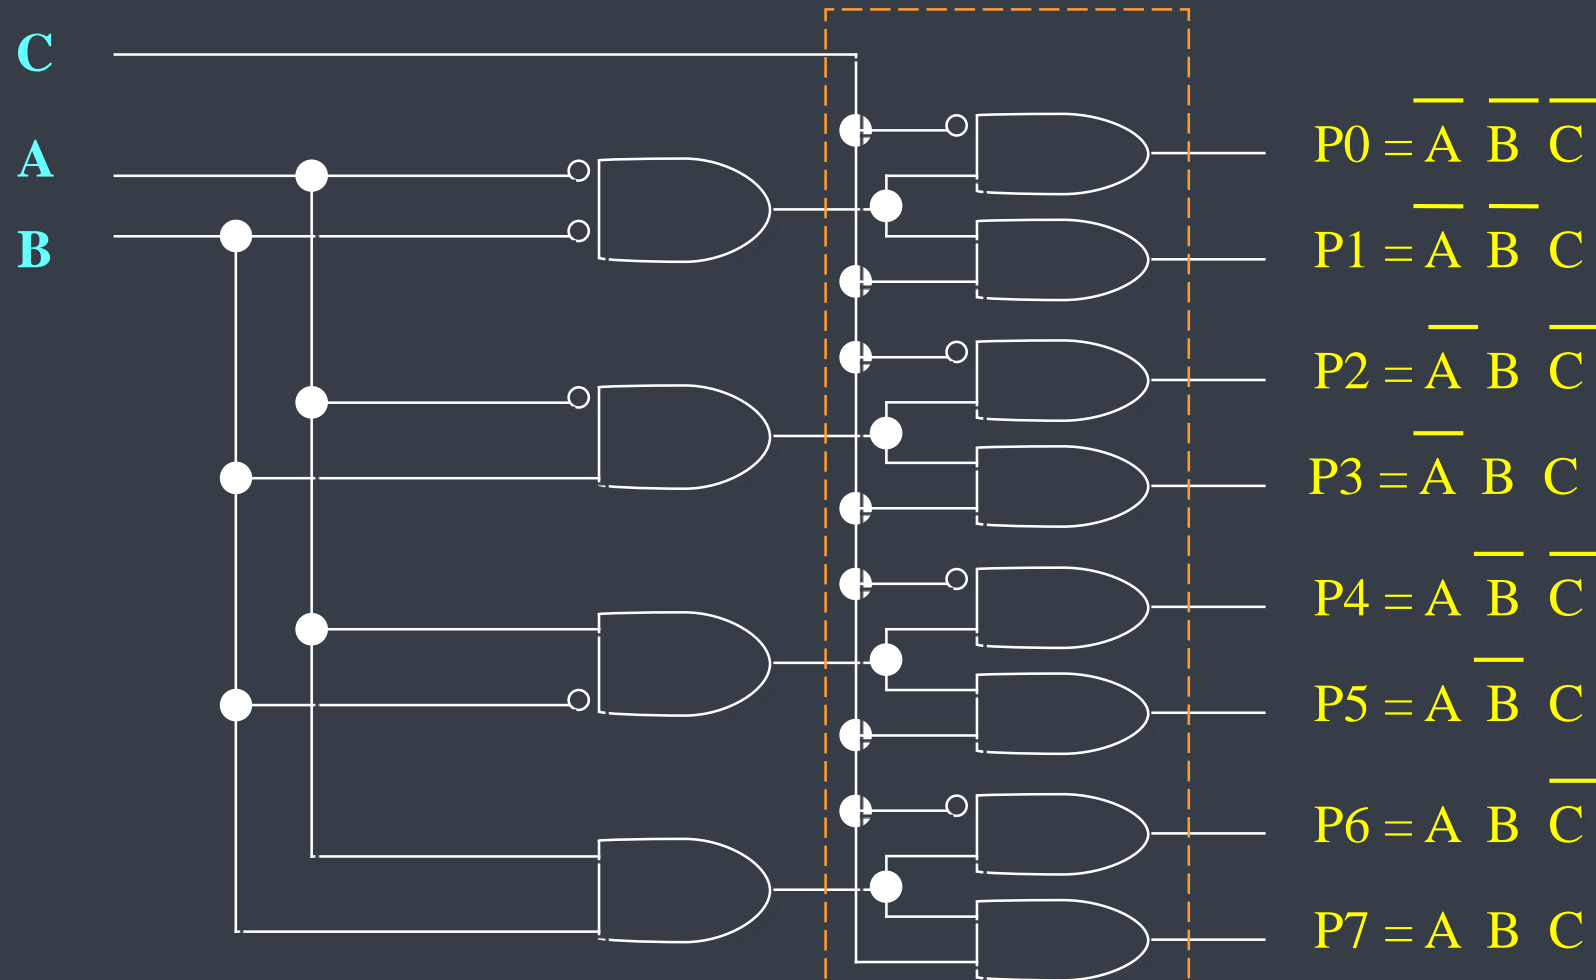 C
A
B
P0 = A̅ B̅ C̅
P1 = A̅ B̅ C
P2 = A̅ B C̅
P3 = A̅ B C
P4 = A B̅ C̅
P5 = A B̅ C
P6 = A B C̅
P7 = A B C